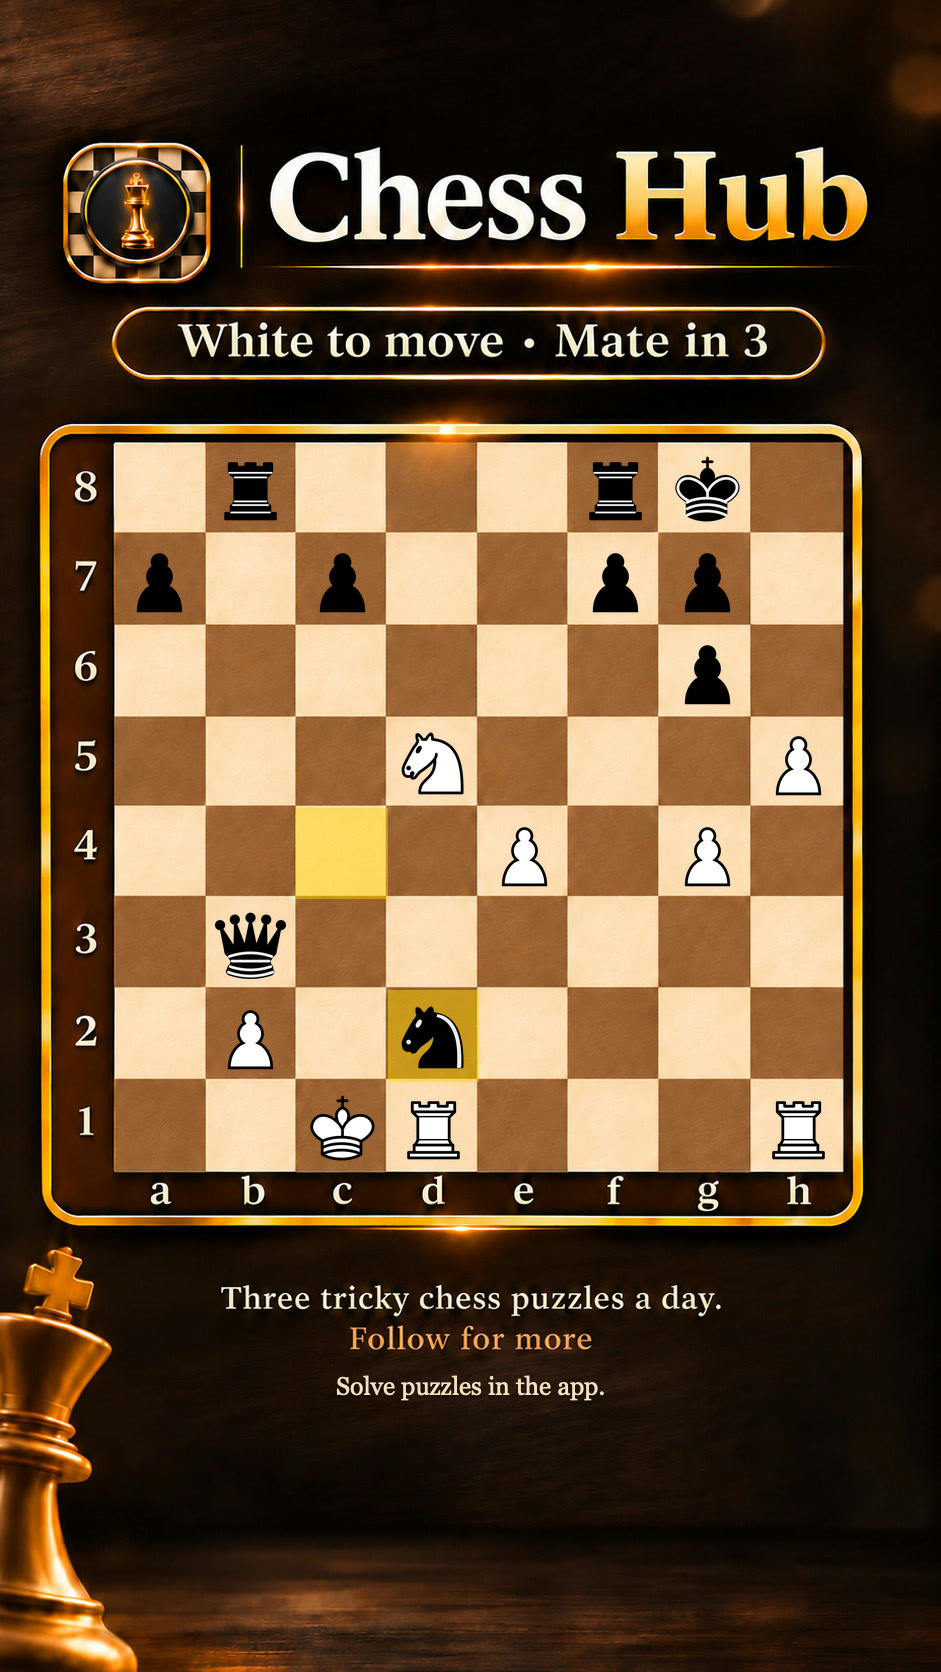 Chess Hub
White to move • Mate in 3
8
7
6
5
4
3
2
1
a b c d e f g h
Three tricky chess puzzles a day.
Follow for more
Solve puzzles in the app.